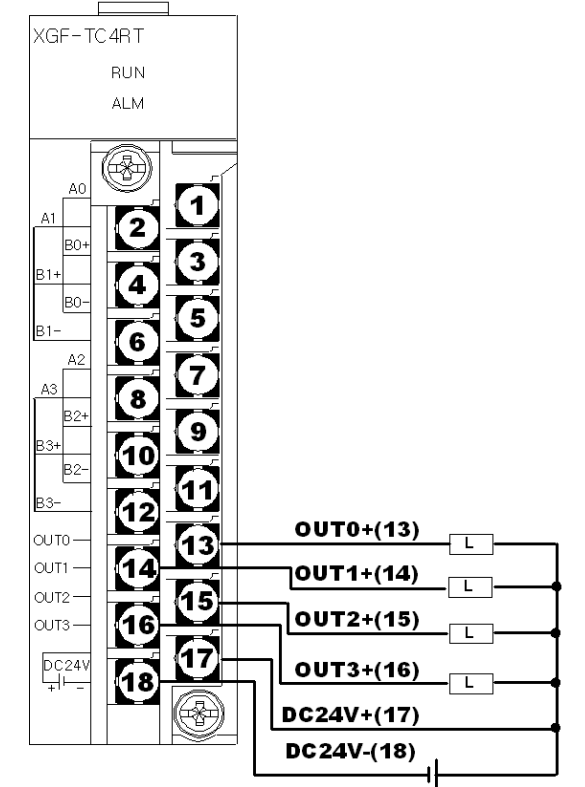 XGF-TC4RT
RUN
ALM
A0
1
A1
2
B0+
3
B1+
4
B0-
5
B1-
6
A2
7
A3
8
B2+
9
B3+
10
B2-
11
B3-
12
OUT0
13
OUT0+(13)
L
OUT1
14
OUT1+(14)
L
OUT2
15
OUT2+(15)
L
OUT3
16
OUT3+(16)
L
17
DC24V+(17)
DC24V
+ -
18
DC24V-(18)